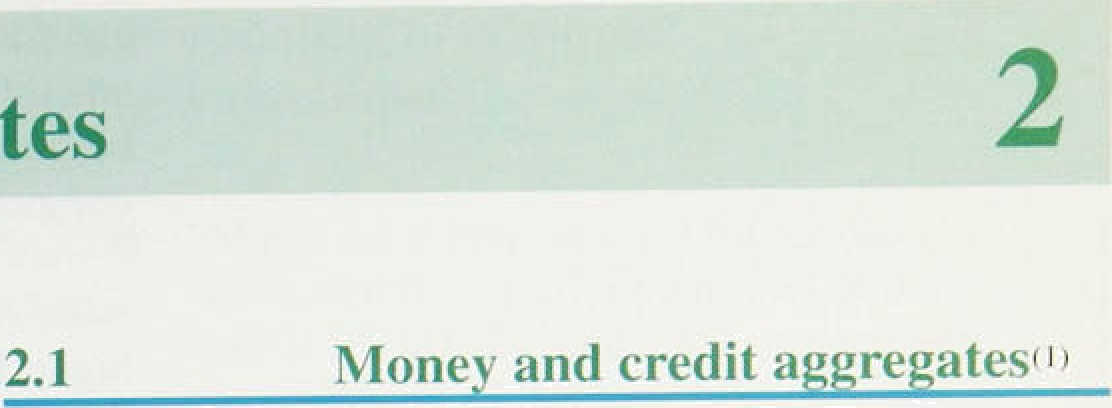 tes 2
2.1 Money and credit aggregates(1)